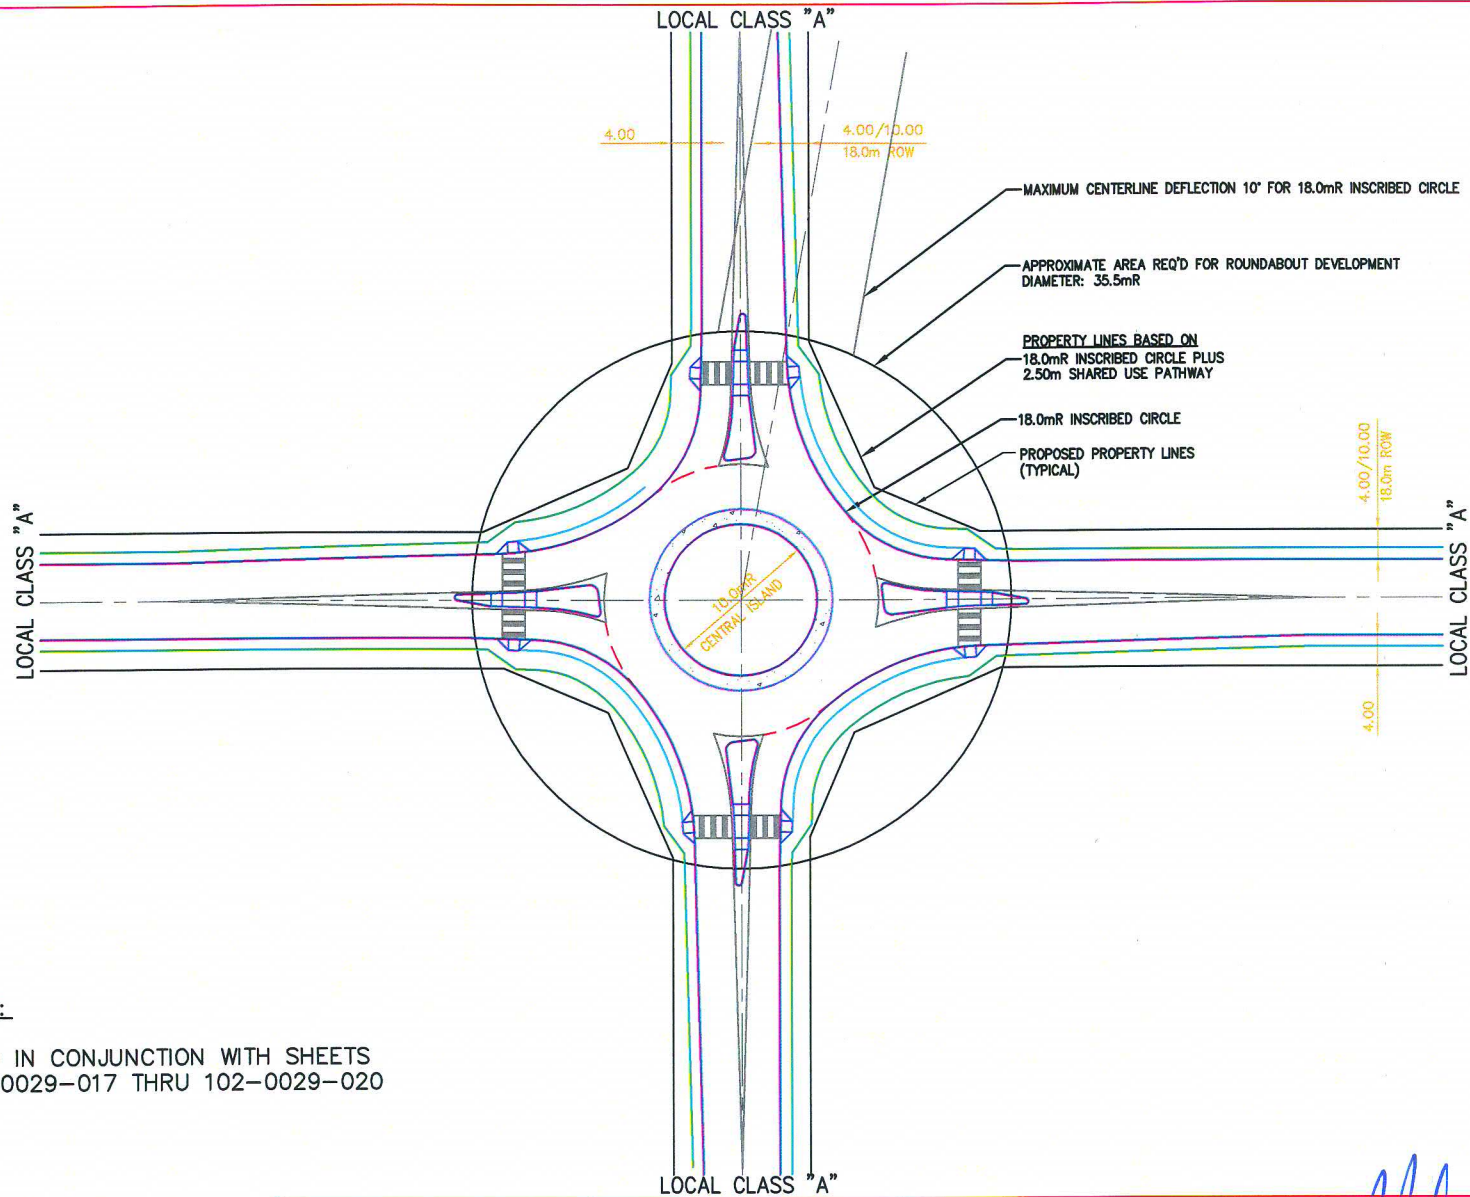 LOCAL CLASS "A"
4.00
4.00/10.00
18.0m ROW
MAXIMUM CENTERLINE DEFLECTION 10° FOR 18.0mR INSCRIBED CIRCLE
APPROXIMATE AREA REQ'D FOR ROUNDABOUT DEVELOPMENT
DIAMETER: 35.5mR
PROPERTY LINES BASED ON
18.0mR INSCRIBED CIRCLE PLUS
2.50m SHARED USE PATHWAY
18.0mR INSCRIBED CIRCLE
PROPOSED PROPERTY LINES
(TYPICAL)
4.00/10.00
18.0m ROW
LOCAL CLASS "A"
LOCAL CLASS "A"
10.0mR
CENTRAL ISLAND
4.00
:
IN CONJUNCTION WITH SHEETS
0029-017 THRU 102-0029-020
LOCAL CLASS "A"